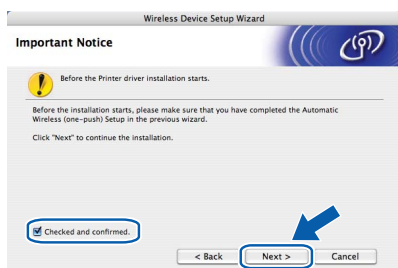 Wireless Device Setup Wizard
Important Notice
Before the Printer driver installation starts.
Before the installation starts, please make sure that you have completed the Automatic
Wireless (one-push) Setup in the previous wizard.
Click "Next" to continue the installation.
Checked and confirmed.
< Back
Next >
Cancel